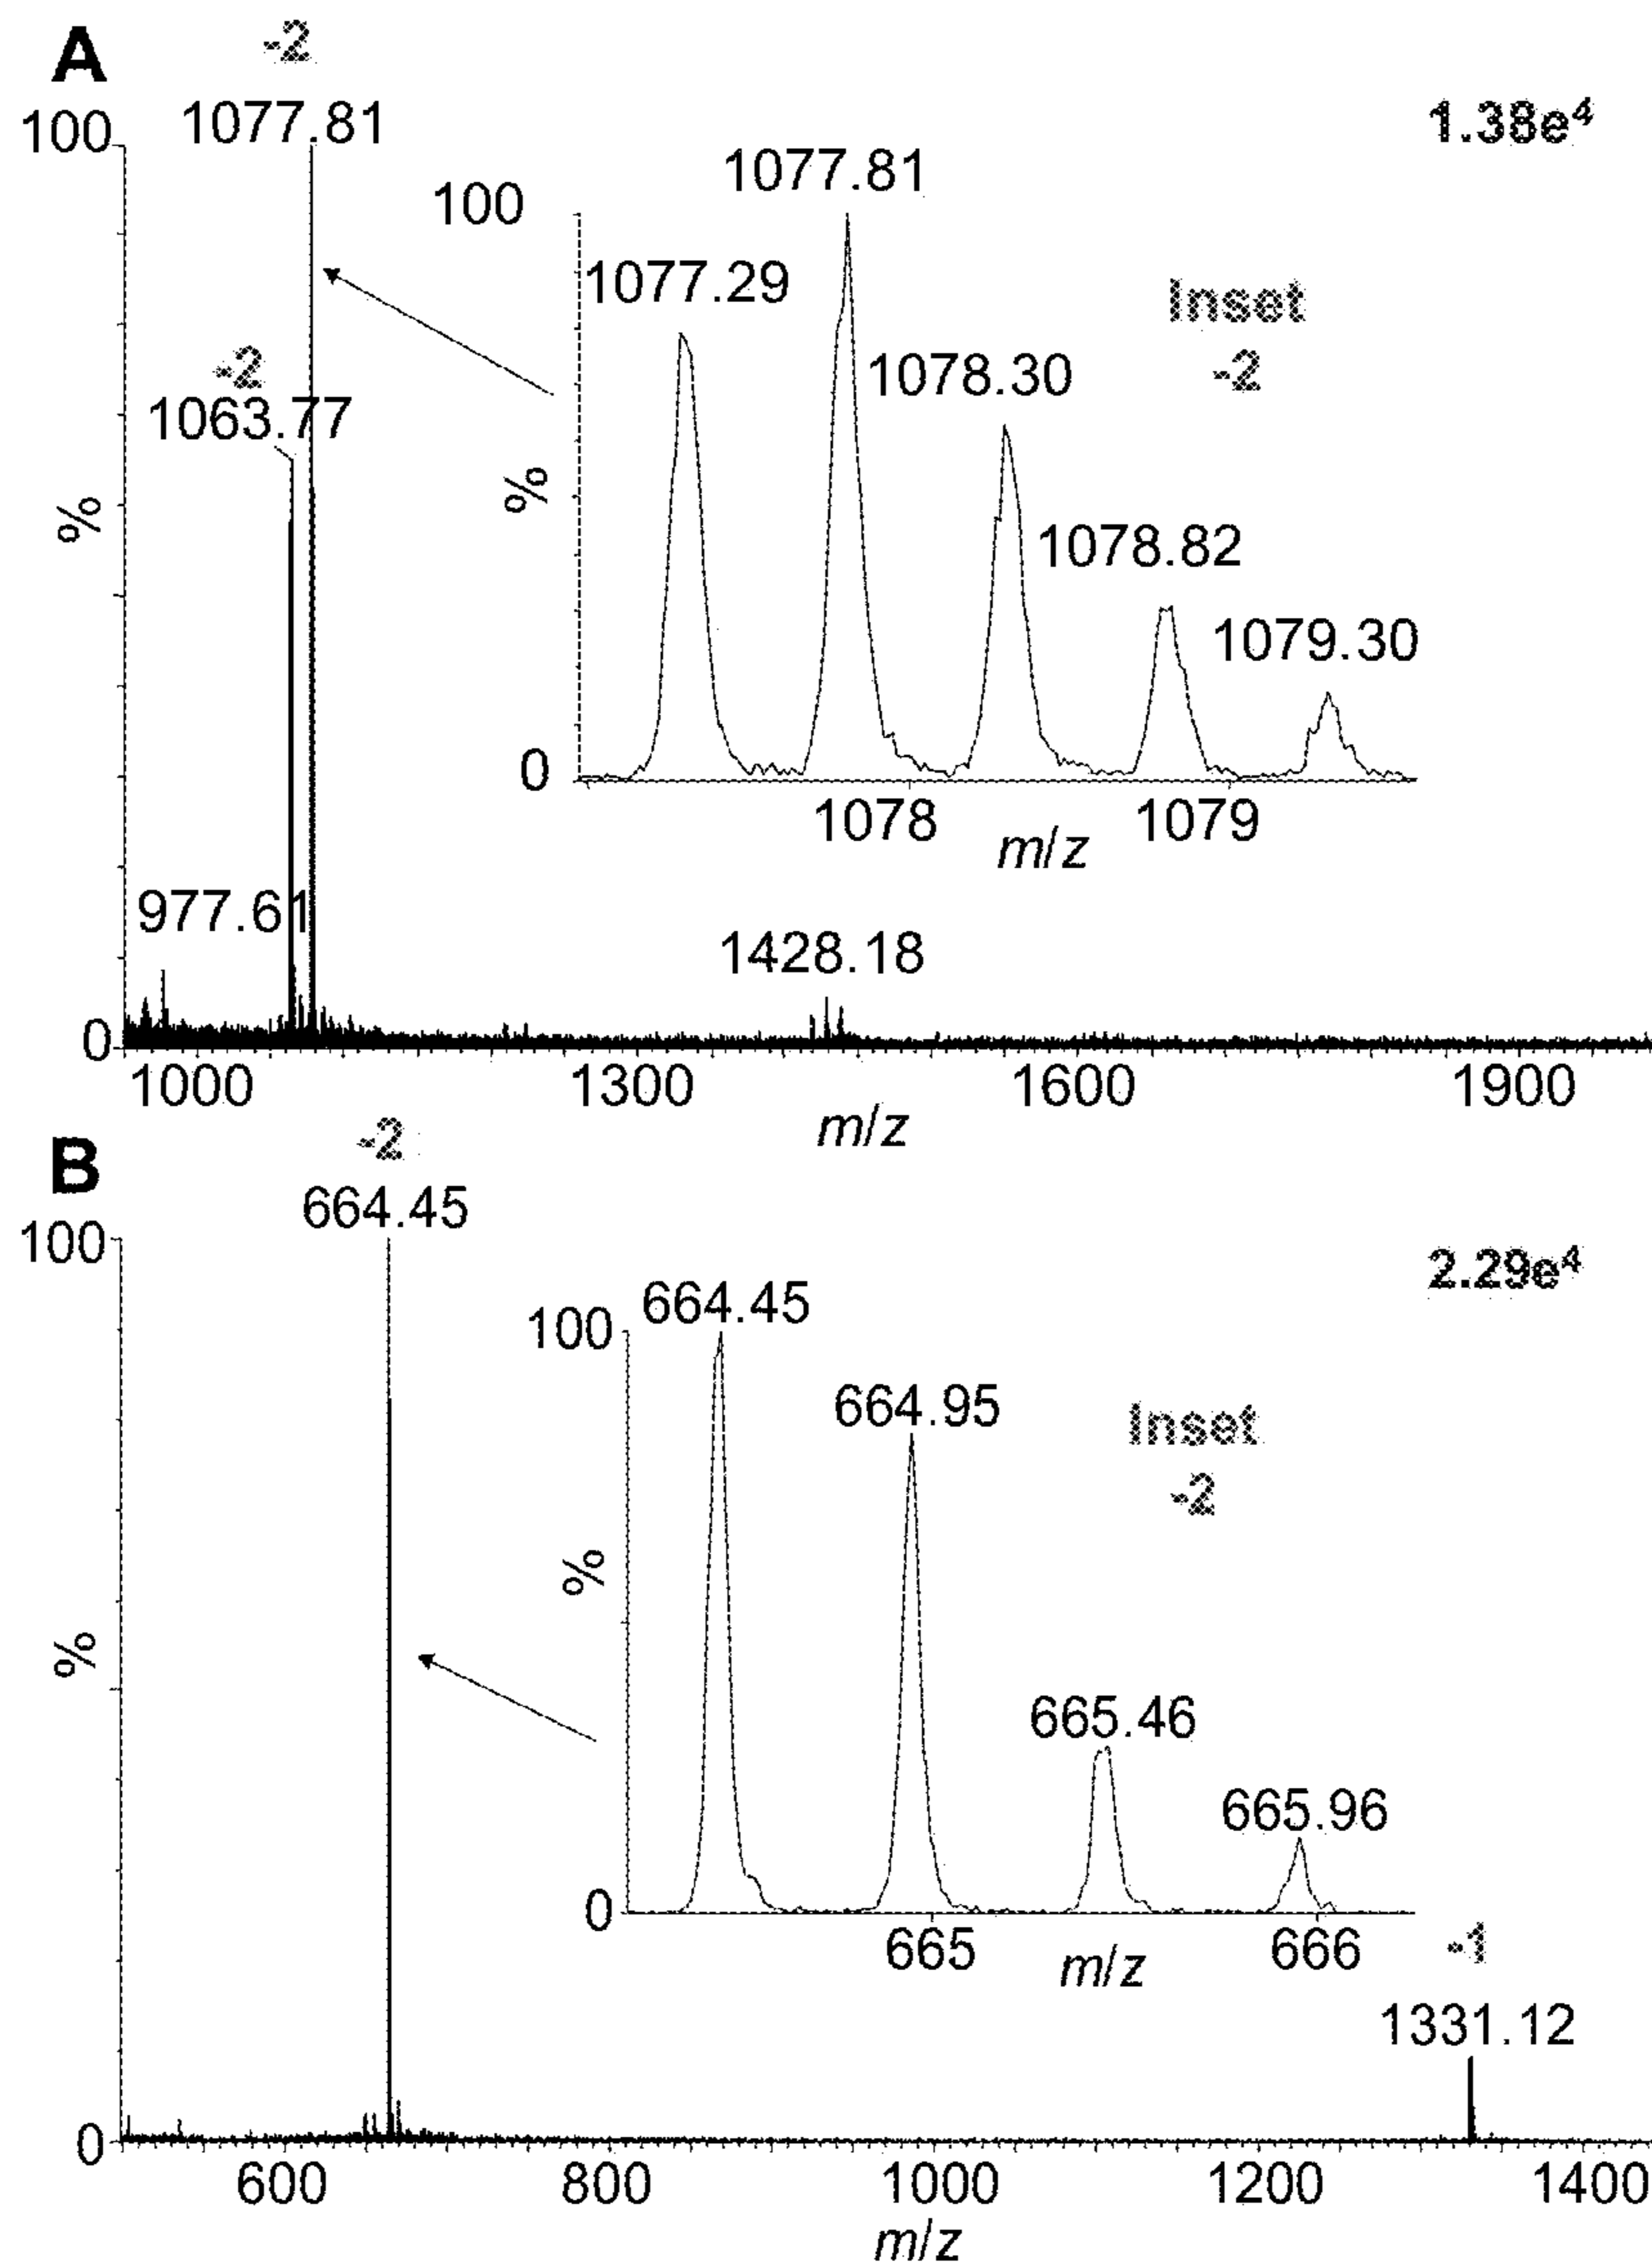 A
-2
1077.81
100
1.38e⁴
-2
1063.77
%
977.61
1428.18
0
1000 1300 1600 1900
m/z
100
1077.81
1077.29
1078.30
Inset
-2
%
1078.82
1079.30
0
1078 1079
m/z
B
-2
664.45
100
2.29e⁴
%
0
600 800 1000 1200 1400
m/z
100
664.45
664.95
Inset
-2
%
665.46
665.96
0
665 666
m/z
-1
1331.12